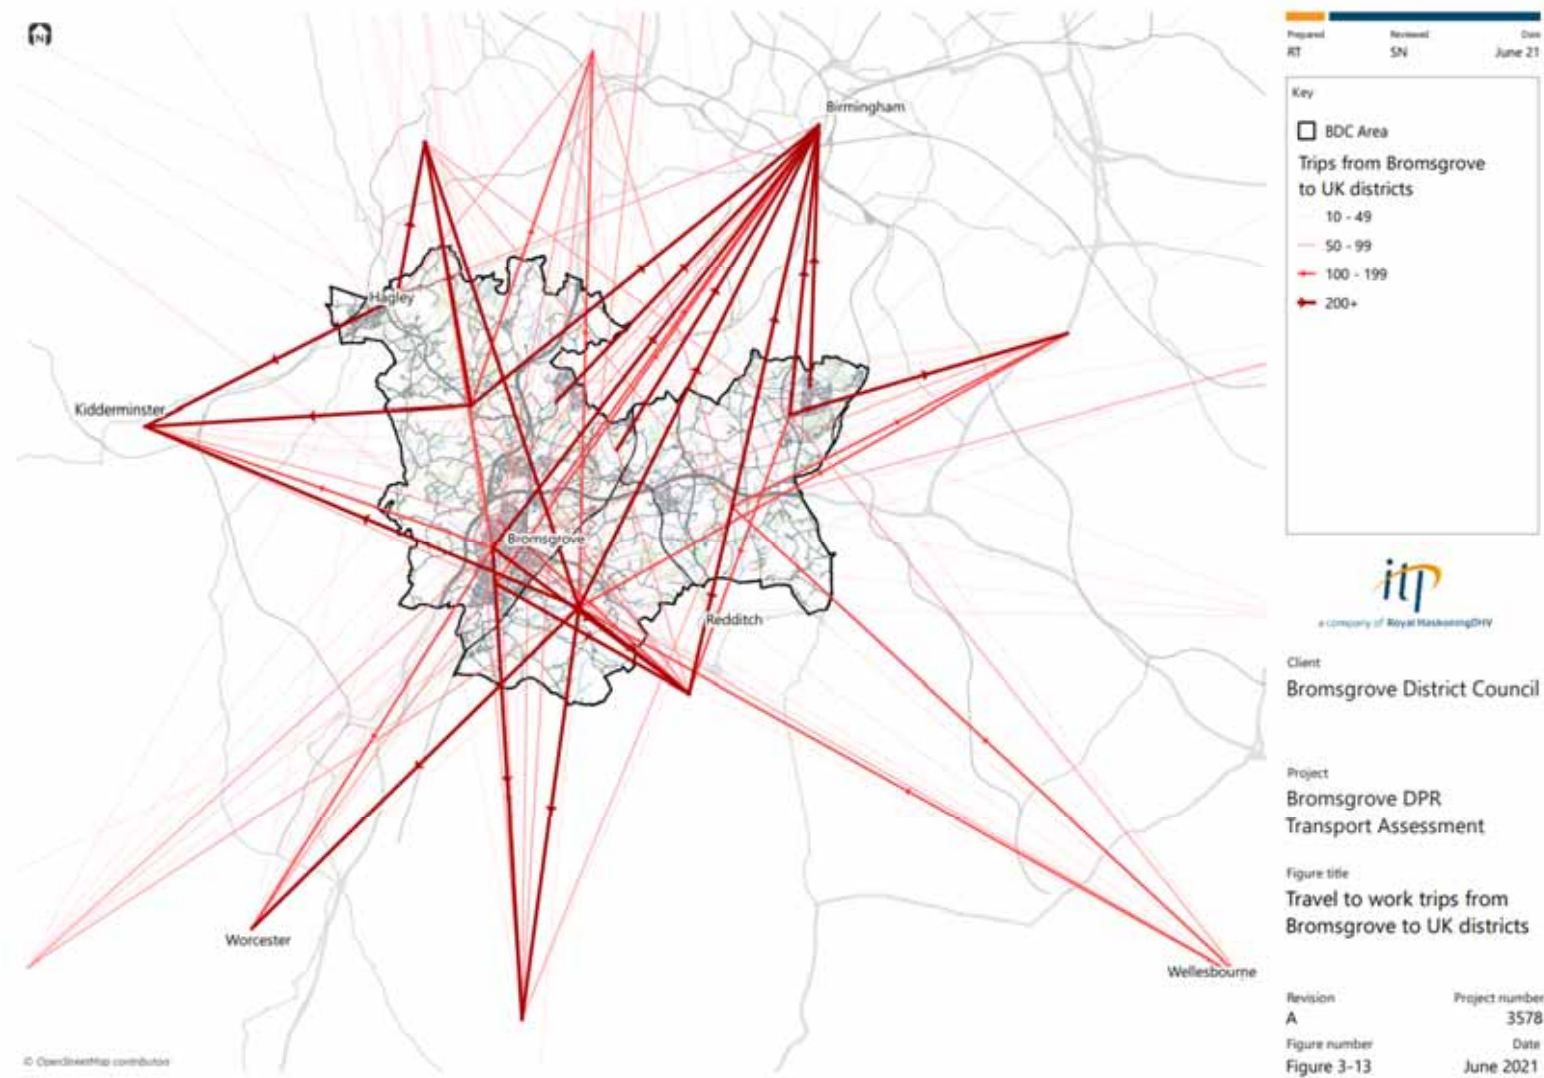 N
Birmingham
Hagley
Kidderminster
Bromsgrove
Redditch
Worcester
Wellesbourne
© OpenStreetMap contributors
Prepared Reviewed Date
RT SN June 21
Key
BDC Area
Trips from Bromsgrove
to UK districts
10 - 49
50 - 99
100 - 199
200+
itp
a company of Royal HaskoningDHV
Client
Bromsgrove District Council
Project
Bromsgrove DPR
Transport Assessment
Figure title
Travel to work trips from
Bromsgrove to UK districts
Revision Project number
A 3578
Figure number Date
Figure 3-13 June 2021